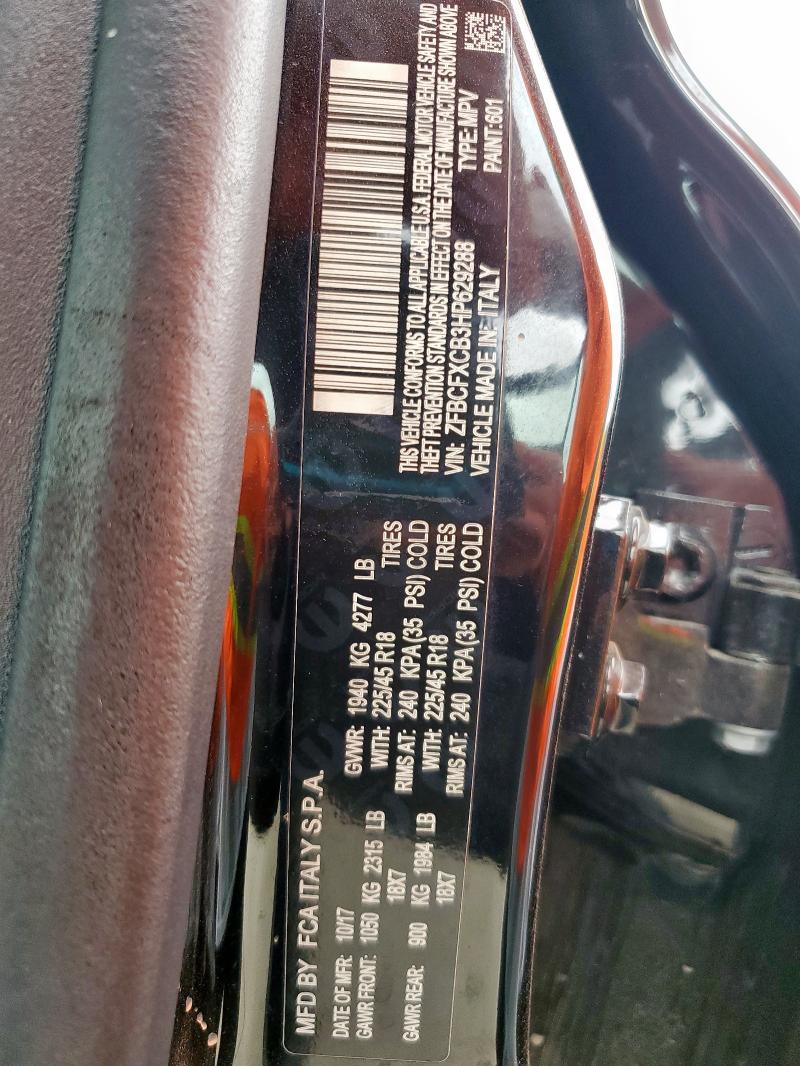 MFD BY FCA ITALY S.P.A.
DATE OF MFR: 10/17 GVWR: 1940 KG 4277 LB
GAWR FRONT: 1050 KG 2315 LB WITH: 225/45 R18 TIRES
18X7 RIMS AT: 240 KPA(35 PSI) COLD
GAWR REAR: 900 KG 1984 LB WITH: 225/45 R18 TIRES
18X7 RIMS AT: 240 KPA(35 PSI) COLD
THIS VEHICLE CONFORMS TO ALL APPLICABLE U.S.A. FEDERAL MOTOR VEHICLE SAFETY AND
THEFT PREVENTION STANDARDS IN EFFECT ON THE DATE OF MANUFACTURE SHOWN ABOVE
VIN: ZFBCFXCB3HP629288 TYPE: MPV
VEHICLE MADE IN: ITALY PAINT: 601